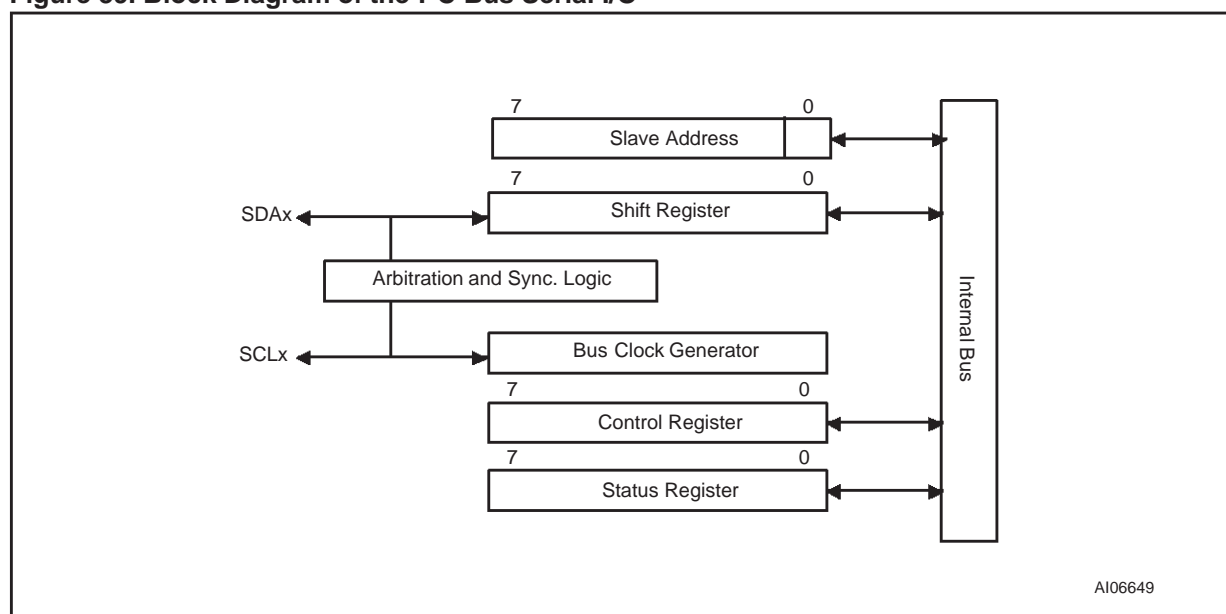 7 0
Slave Address
7 0
SDAx
Shift Register
Arbitration and Sync. Logic
SCLx
Bus Clock Generator
7 0
Control Register
7 0
Status Register
Internal Bus
AI06649